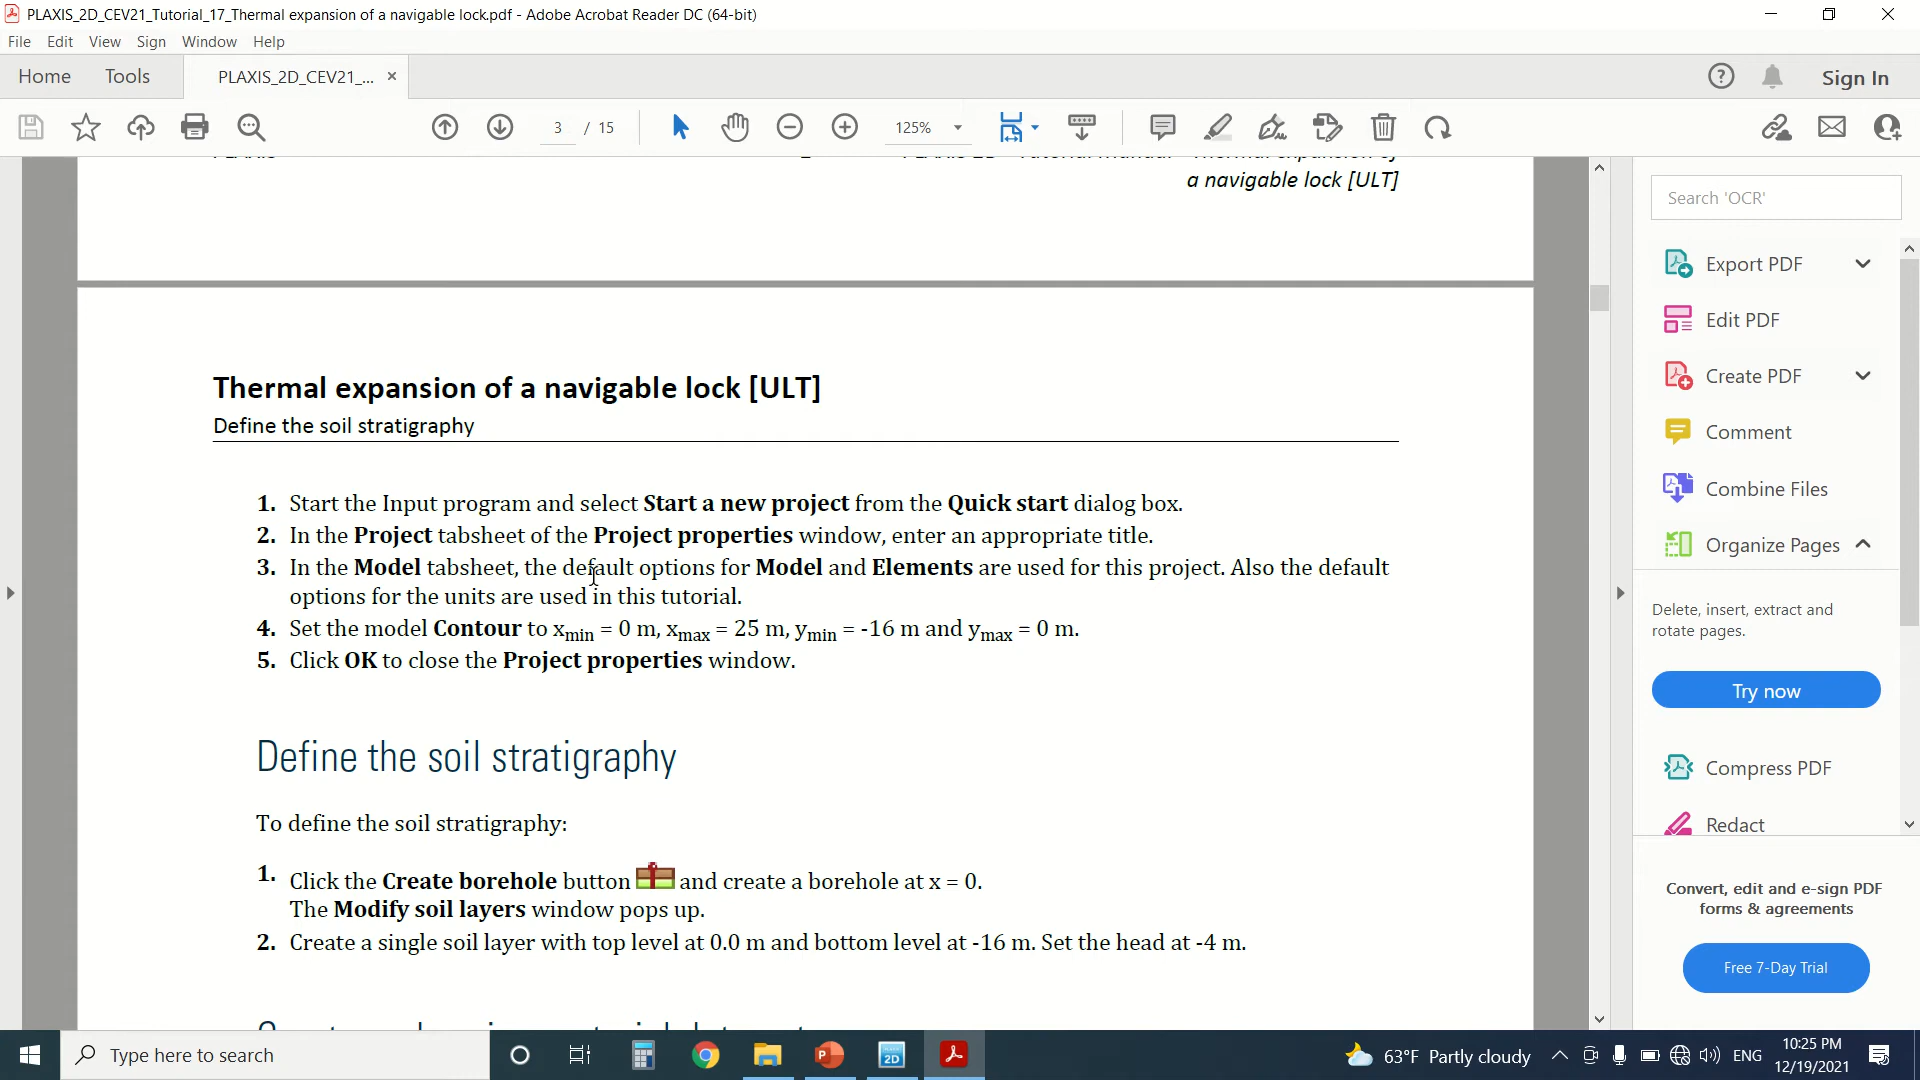 PLAXIS_2D_CEV21_Tutorial_17_Thermal expansion of a navigable lock.pdf - Adobe Acrobat Reader DC (64-bit)
File Edit View Sign Window Help
Home Tools PLAXIS_2D_CEV21_... × Sign In
3 / 15 125%
a navigable lock [ULT]
Thermal expansion of a navigable lock [ULT]
Define the soil stratigraphy
1. Start the Input program and select Start a new project from the Quick start dialog box.
2. In the Project tabsheet of the Project properties window, enter an appropriate title.
3. In the Model tabsheet, the default options for Model and Elements are used for this project. Also the default
options for the units are used in this tutorial.
4. Set the model Contour to xmin = 0 m, xmax = 25 m, ymin = -16 m and ymax = 0 m.
5. Click OK to close the Project properties window.
Define the soil stratigraphy
To define the soil stratigraphy:
1. Click the Create borehole button and create a borehole at x = 0.
The Modify soil layers window pops up.
2. Create a single soil layer with top level at 0.0 m and bottom level at -16 m. Set the head at -4 m.
Search 'OCR'
Export PDF
Edit PDF
Create PDF
Comment
Combine Files
Organize Pages
Delete, insert, extract and
rotate pages.
Try now
Compress PDF
Redact
Convert, edit and e-sign PDF
forms & agreements
Free 7-Day Trial
Type here to search
63°F Partly cloudy
ENG
10:25 PM
12/19/2021